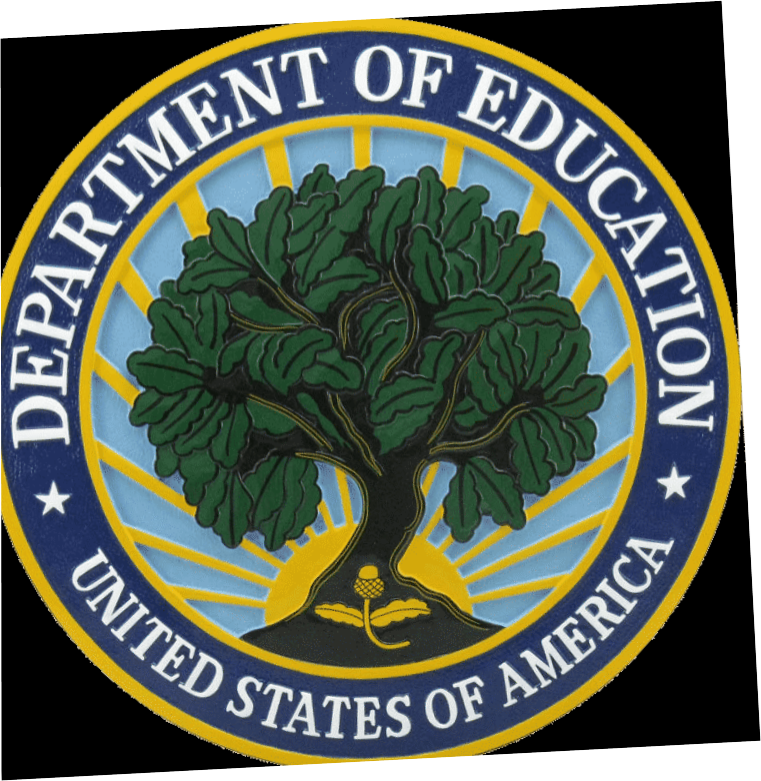 DEPARTMENT OF EDUCATION
UNITED STATES OF AMERICA